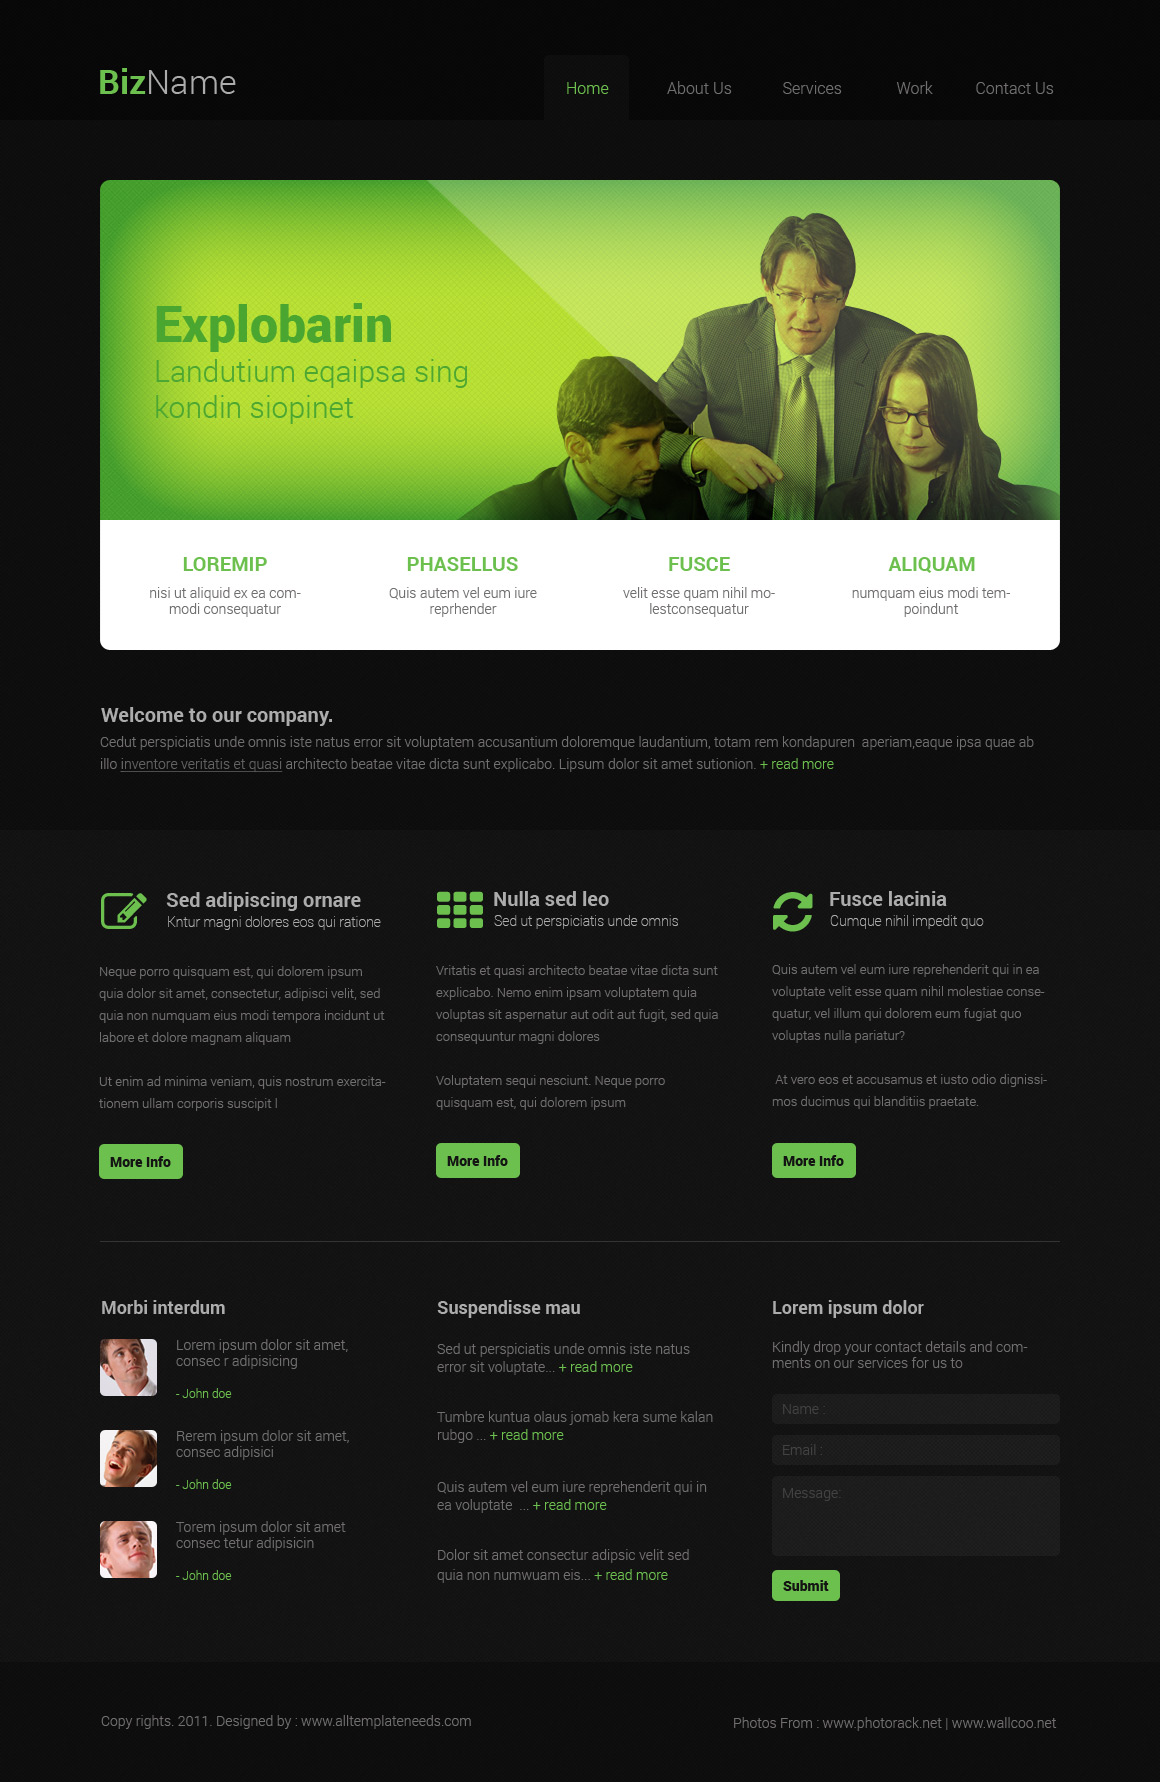 BizName
Home About Us Services Work Contact Us
Explobarin
Landutium eqaipsa sing
kondin siopinet
LOREMIP
nisi ut aliquid ex ea com-
modi consequatur
PHASELLUS
Quis autem vel eum iure
reprhender
FUSCE
velit esse quam nihil mo-
lestconsequatur
ALIQUAM
numquam eius modi tem-
poindunt
Welcome to our company.
Cedut perspiciatis unde omnis iste natus error sit voluptatem accusantium doloremque laudantium, totam rem kondapuren  aperiam,eaque ipsa quae ab
illo inventore veritatis et quasi architecto beatae vitae dicta sunt explicabo. Lipsum dolor sit amet sutionion. + read more
Sed adipiscing ornare
Kntur magni dolores eos qui ratione
Neque porro quisquam est, qui dolorem ipsum
quia dolor sit amet, consectetur, adipisci velit, sed
quia non numquam eius modi tempora incidunt ut
labore et dolore magnam aliquam
Ut enim ad minima veniam, quis nostrum exercita-
tionem ullam corporis suscipit l
More Info
Nulla sed leo
Sed ut perspiciatis unde omnis
Vritatis et quasi architecto beatae vitae dicta sunt
explicabo. Nemo enim ipsam voluptatem quia
voluptas sit aspernatur aut odit aut fugit, sed quia
consequuntur magni dolores
Voluptatem sequi nesciunt. Neque porro
quisquam est, qui dolorem ipsum
More Info
Fusce lacinia
Cumque nihil impedit quo
Quis autem vel eum iure reprehenderit qui in ea
voluptate velit esse quam nihil molestiae conse-
quatur, vel illum qui dolorem eum fugiat quo
voluptas nulla pariatur?
At vero eos et accusamus et iusto odio dignissi-
mos ducimus qui blanditiis praetate.
More Info
Morbi interdum
Lorem ipsum dolor sit amet,
consec r adipisicing
- John doe
Rerem ipsum dolor sit amet,
consec adipisici
- John doe
Torem ipsum dolor sit amet
consec tetur adipisicin
- John doe
Suspendisse mau
Sed ut perspiciatis unde omnis iste natus
error sit voluptate... + read more
Tumbre kuntua olaus jomab kera sume kalan
rubgo ... + read more
Quis autem vel eum iure reprehenderit qui in
ea voluptate  ... + read more
Dolor sit amet consectur adipsic velit sed
quia non numwuam eis... + read more
Lorem ipsum dolor
Kindly drop your contact details and com-
ments on our services for us to
Name :
Email :
Message:
Submit
Copy rights. 2011. Designed by : www.alltemplateneeds.com
Photos From : www.photorack.net | www.wallcoo.net